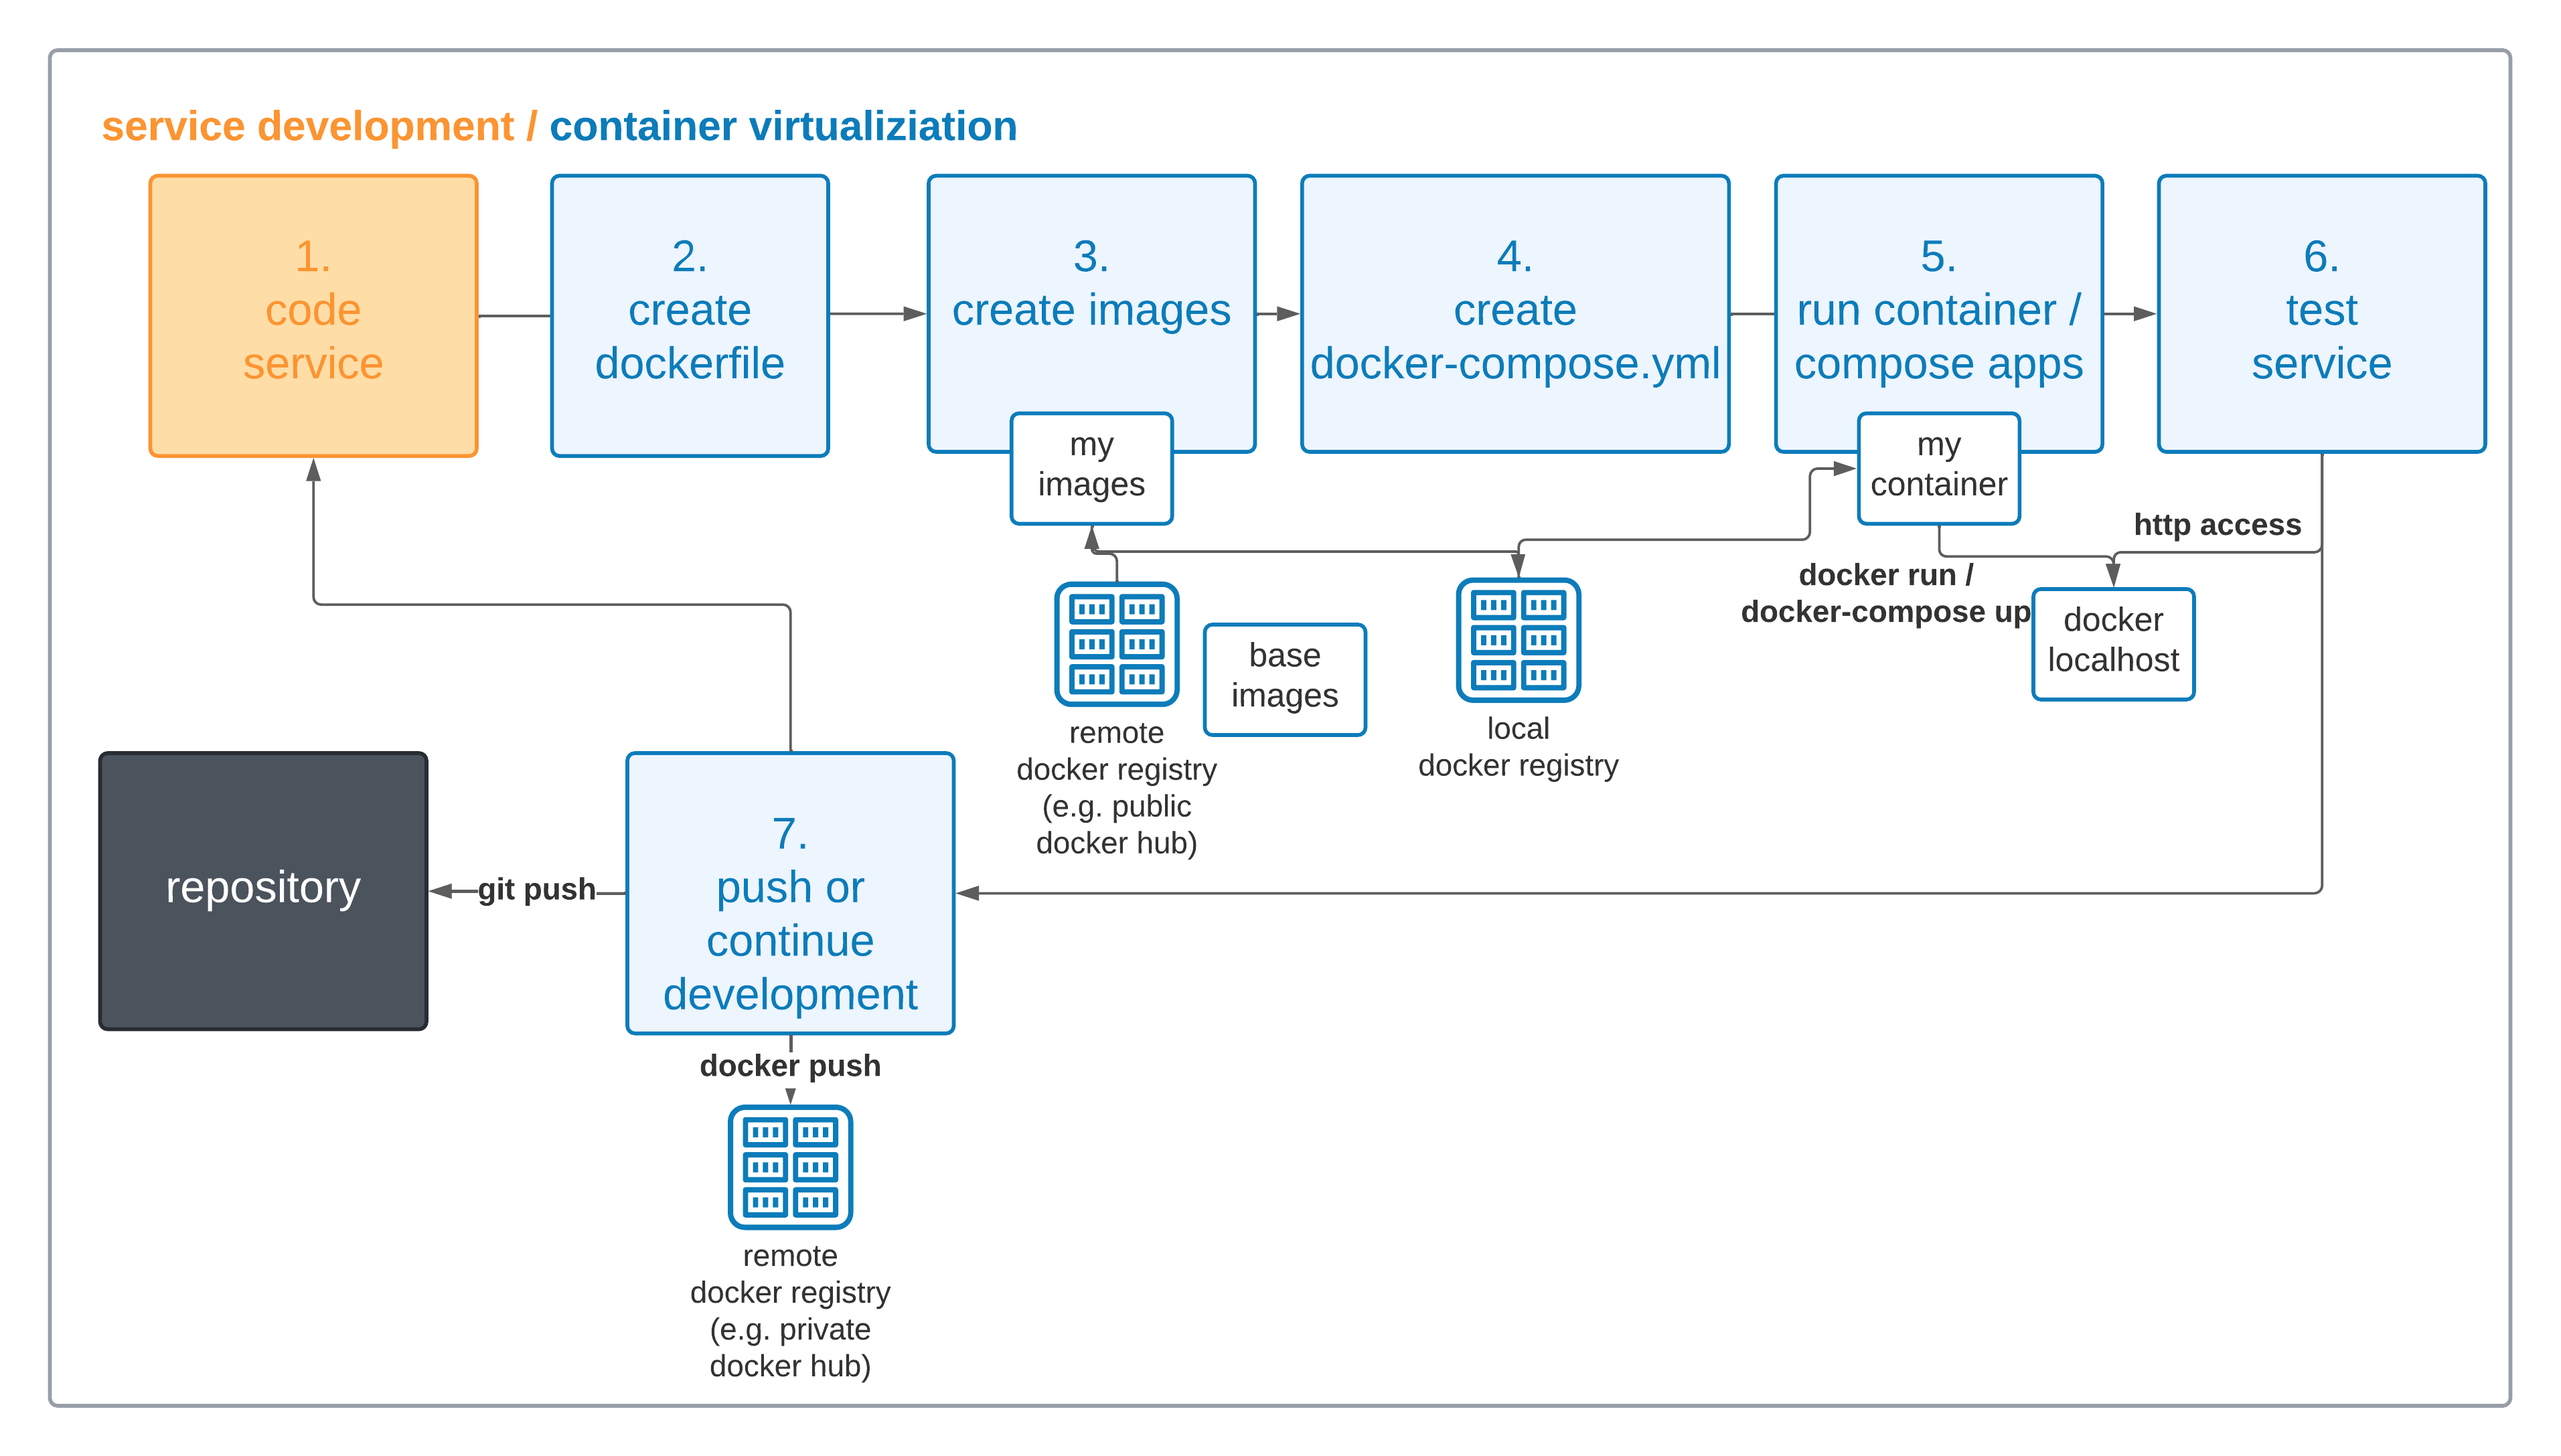 service development / container virtualiziation
1.
code
service
2.
create
dockerfile
3.
create images
4.
create
docker-compose.yml
5.
run container /
compose apps
6.
test
service
my
images
my
container
http access
docker run /
docker-compose up
docker
localhost
base
images
remote
docker registry
(e.g. public
docker hub)
local
docker registry
repository
git push
7.
push or
continue
development
docker push
remote
docker registry
(e.g. private
docker hub)